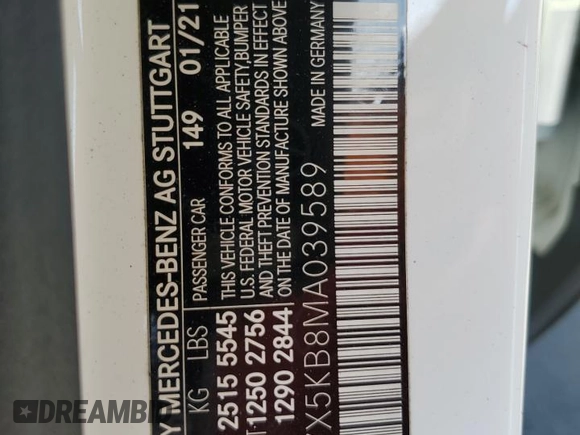 Y MERCEDES-BENZ AG STUTTGART
KG LBS PASSENGER CAR 149 01/21
2515 5545 THIS VEHICLE CONFORMS TO ALL APPLICABLE
U.S. FEDERAL MOTOR VEHICLE SAFETY,BUMPER
1250 2756 AND THEFT PREVENTION STANDARDS IN EFFECT
1290 2844 ON THE DATE OF MANUFACTURE SHOWN ABOVE
X5KB8MA039589 MADE IN GERMANY
DREAMBID